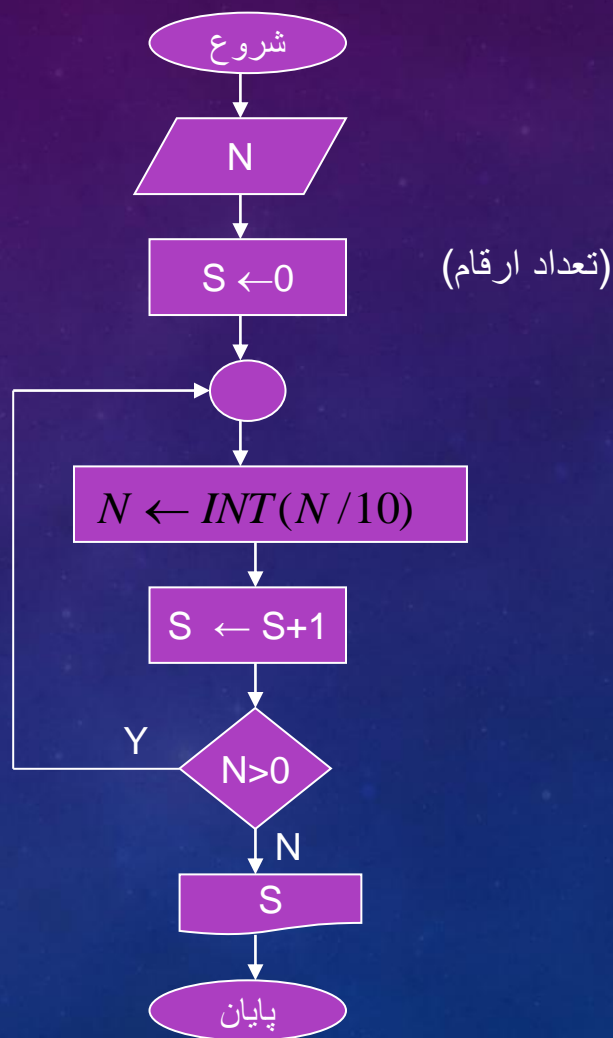 شروع
N
S ←0
(تعداد ارقام)
N ← INT(N/10)
S ← S+1
Y
N>0
N
S
پایان